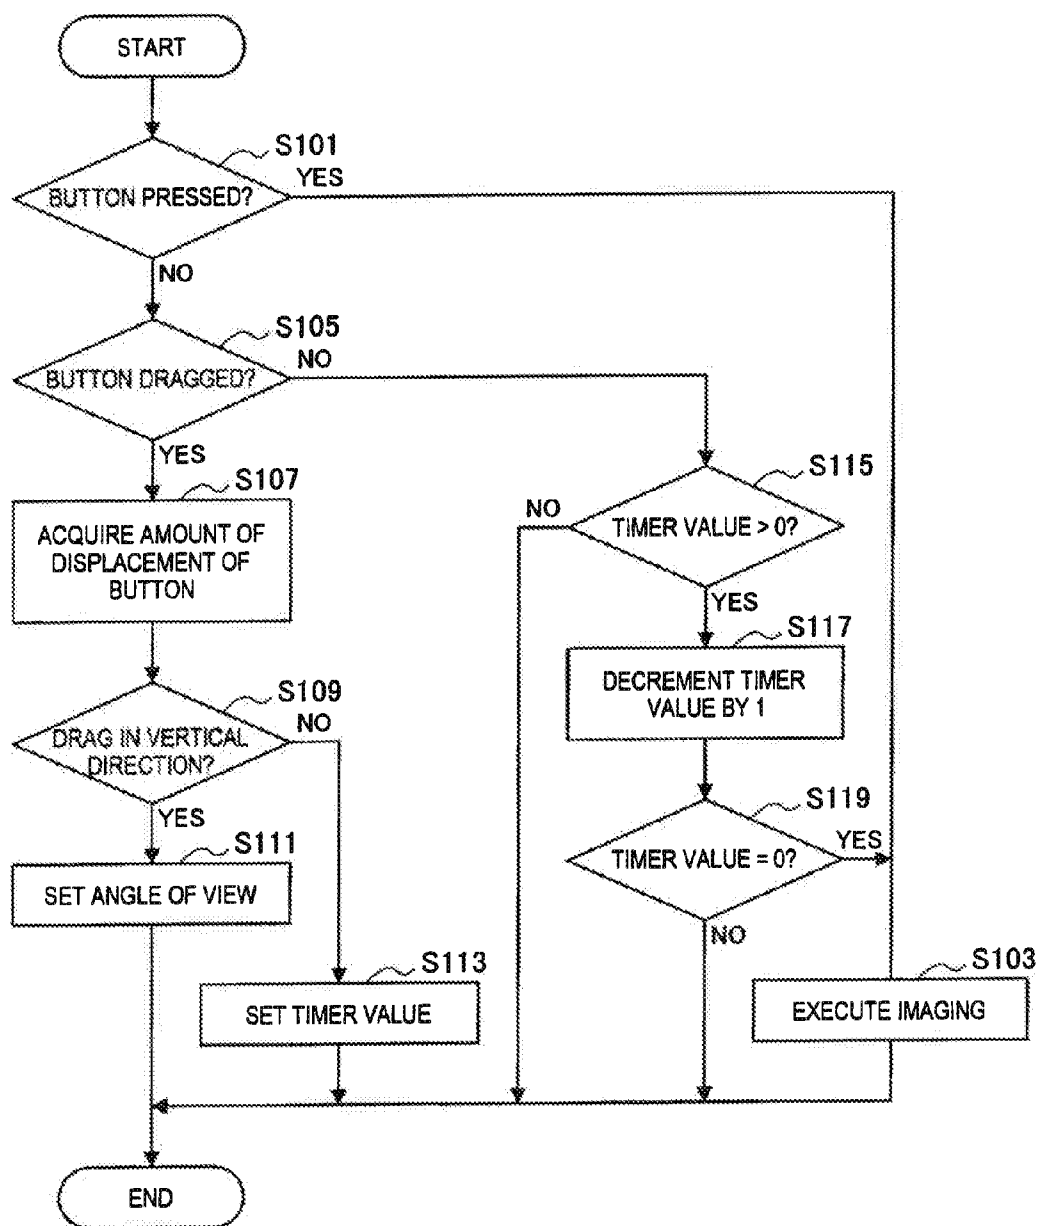 START
S101
BUTTON PRESSED?
YES
NO
S105
BUTTON DRAGGED?
NO
YES
S107
ACQUIRE AMOUNT OF
DISPLACEMENT OF
BUTTON
S109
DRAG IN VERTICAL
DIRECTION?
NO
YES
S111
SET ANGLE OF VIEW
S113
SET TIMER VALUE
S115
TIMER VALUE > 0?
NO
YES
S117
DECREMENT TIMER
VALUE BY 1
S119
TIMER VALUE = 0?
YES
NO
S103
EXECUTE IMAGING
END